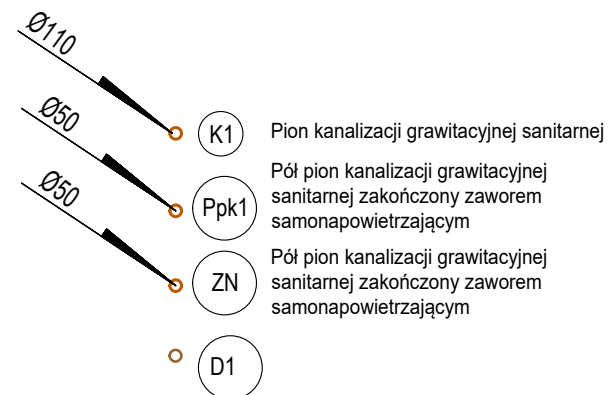 Ø110
K1
Pion kanalizacji grawitacyjnej sanitarnej
Ø50
Ppk1
Pół pion kanalizacji grawitacyjnej
sanitarnej zakończony zaworem
samonapowietrzającym
Ø50
ZN
Pół pion kanalizacji grawitacyjnej
sanitarnej zakończony zaworem
samonapowietrzającym
D1